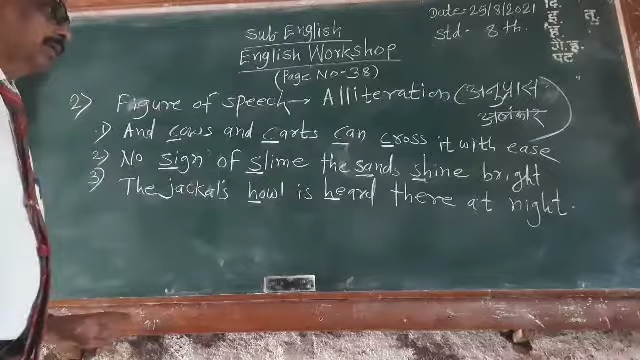 Sub English
Date: 25/8/2021
English Workshop
Std - 8 th.
(Page No-38)
2) Figure of speech → Alliteration (अनुप्रास
अलंकार)
1) And cows and carts can cross it with ease
2) No sign of slime the sands shine bright
3) The jackal's howl is heard there at night.